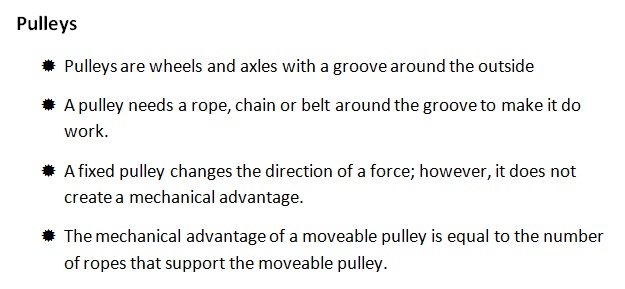 Pulleys
✹ Pulleys are wheels and axles with a groove around the outside
✹ A pulley needs a rope, chain or belt around the groove to make it do
work.
✹ A fixed pulley changes the direction of a force; however, it does not
create a mechanical advantage.
✹ The mechanical advantage of a moveable pulley is equal to the number
of ropes that support the moveable pulley.